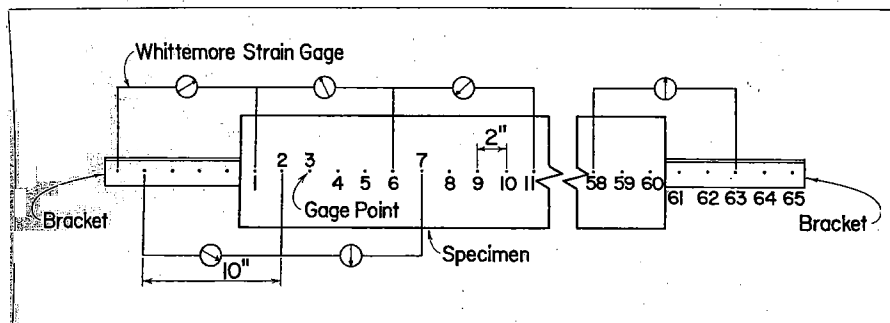 Whittemore Strain Gage
2"
1 2 3 4 5 6 7 8 9 10 11 58 59 60
61 62 63 64 65
Bracket
Gage Point
Bracket
Specimen
10"